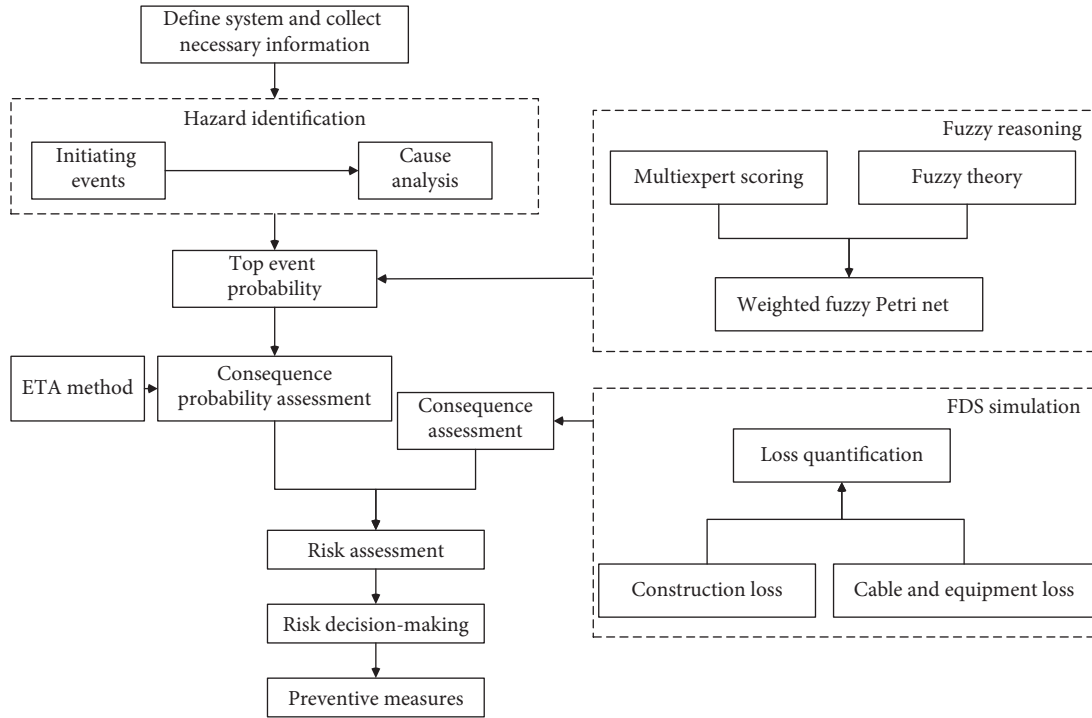 Define system and collect
necessary information
Hazard identification
Initiating
events
Cause
analysis
Top event
probability
ETA method
Consequence
probability assessment
Consequence
assessment
Risk assessment
Risk decision-making
Preventive measures
Fuzzy reasoning
Multiexpert scoring
Fuzzy theory
Weighted fuzzy Petri net
FDS simulation
Loss quantification
Construction loss
Cable and equipment loss